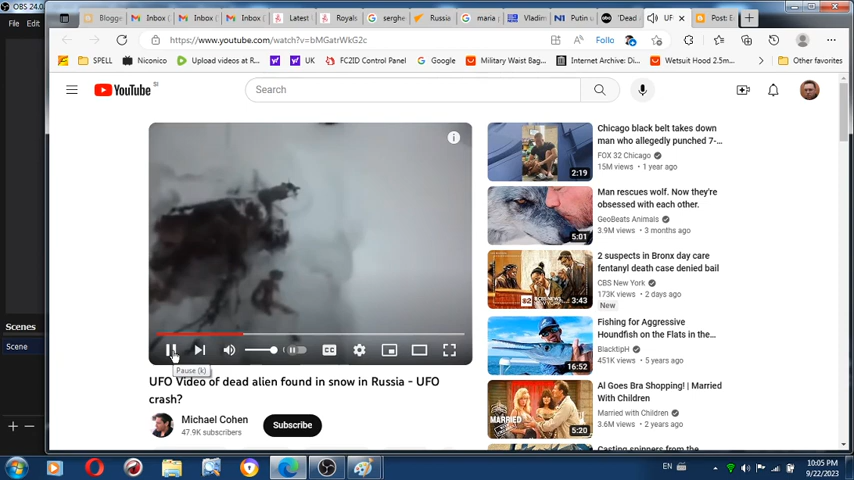 OBS 24.0
File Edit
Blogge
Inbox (
Inbox (
Inbox (
Latest
Royals
serghe
Russia
maria
Vladim
Putin u
'Dead
UF
Post: E
https://www.youtube.com/watch?v=bMGatrWkG2c
Follo
SPELL
Niconico
Upload videos at R...
UK
FC2ID Control Panel
Google
Military Waist Bag...
Internet Archive: Di...
Wetsuit Hood 2.5m...
Other favorites
YouTube SI
Search
Chicago black belt takes down
man who allegedly punched 7-...
FOX 32 Chicago
15M views • 1 year ago
2:19
Man rescues wolf. Now they're
obsessed with each other.
GeoBeats Animals
3.9M views • 3 months ago
5:01
2 suspects in Bronx day care
fentanyl death case denied bail
CBS New York
173K views • 2 days ago
New
3:43
Fishing for Aggressive
Houndfish on the Flats in the...
BlacktipH
451K views • 5 years ago
16:52
Al Goes Bra Shopping! | Married
With Children
Married with Children
3.6M views • 2 years ago
MARRIED
5:20
Casting spinners from the
CC
Pause (k)
UFO Video of dead alien found in snow in Russia - UFO
crash?
Michael Cohen
47.9K subscribers
Subscribe
Scenes
Scene
EN
10:05 PM
9/22/2023